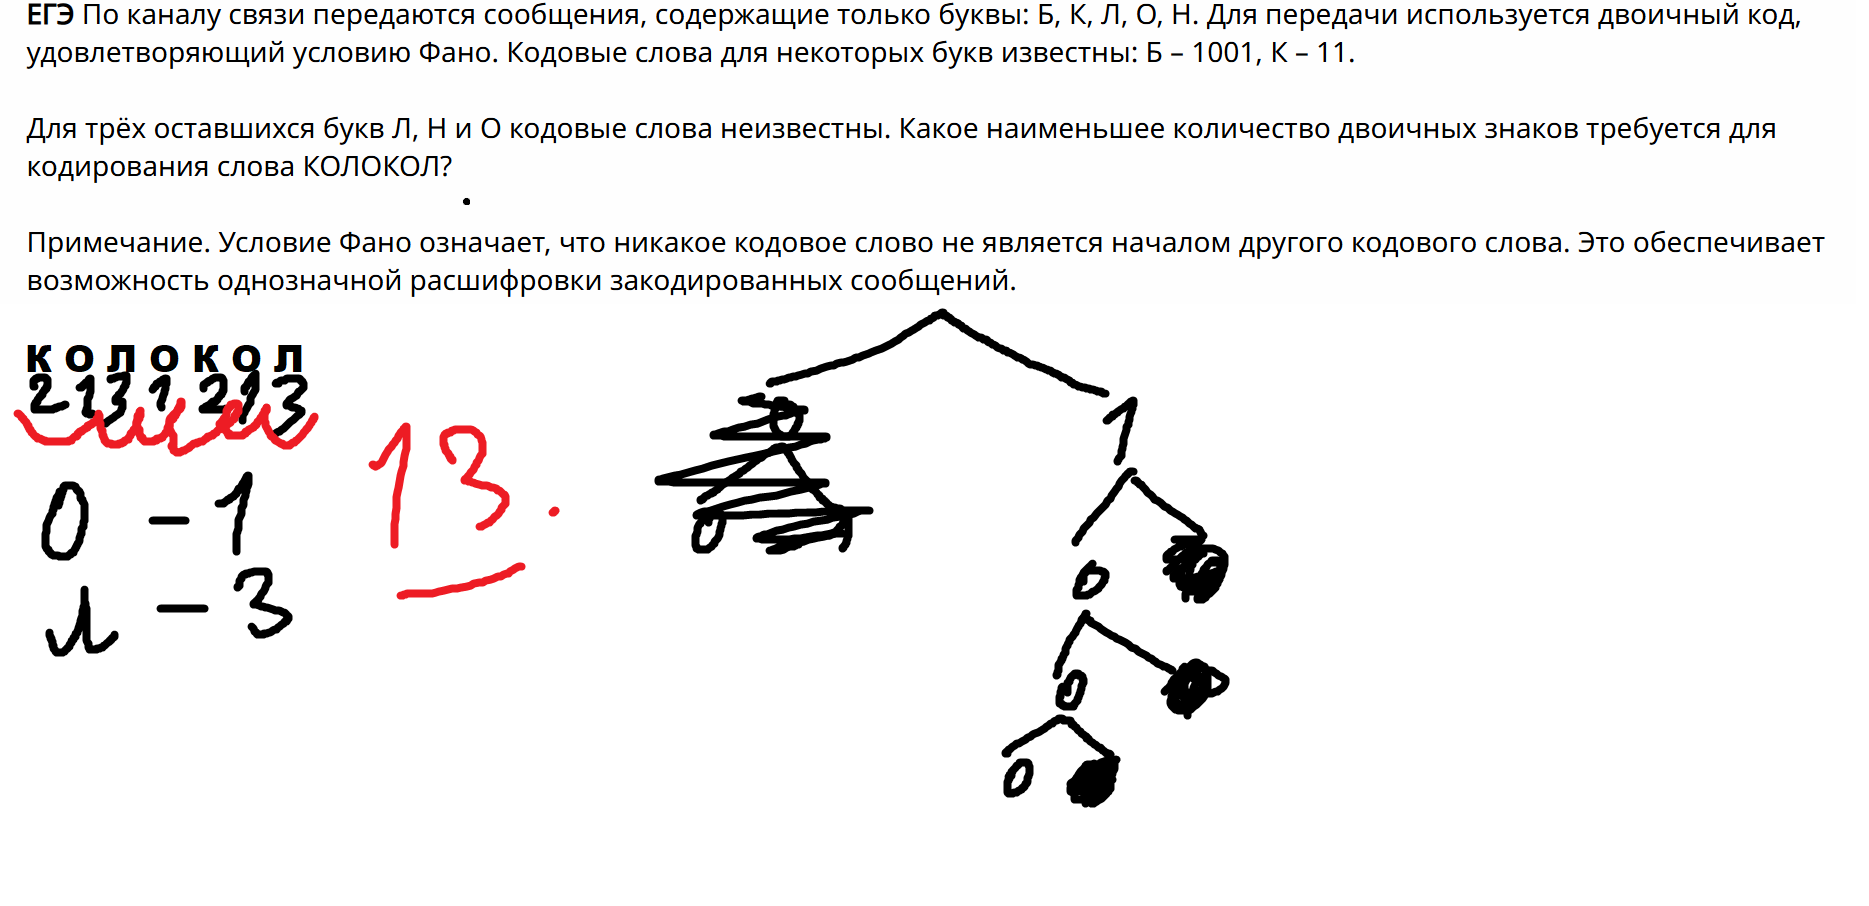 ЕГЭ По каналу связи передаются сообщения, содержащие только буквы: Б, К, Л, О, Н. Для передачи используется двоичный код,
удовлетворяющий условию Фано. Кодовые слова для некоторых букв известны: Б – 1001, К – 11.
Для трёх оставшихся букв Л, Н и О кодовые слова неизвестны. Какое наименьшее количество двоичных знаков требуется для
кодирования слова КОЛОКОЛ?
Примечание. Условие Фано означает, что никакое кодовое слово не является началом другого кодового слова. Это обеспечивает
возможность однозначной расшифровки закодированных сообщений.
к о л о к о л
2 1 3 1 2 1 3
О – 1
л – 3
13.
1
0
0
0
0